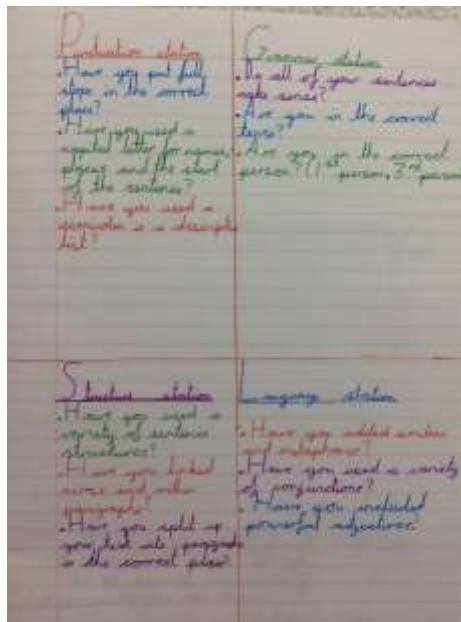 Punctuation station
• Have you put full
stops in the correct
place?
• Have you used a
capital letter for names,
places and the start
of the sentence?
• Have you used a
semicolon in a descriptive
list?
Grammar station
• Do all of your sentences
make sense?
• Are you in the correct
tense?
• Are you in the correct
person? (1st person, 3rd person
Structure station
• Have you used a
variety of sentence
structures?
• Have you linked
across and within
paragraphs?
• Have you split up
your text into paragraphs
in the correct place?
Language station
• Have you added similes
and metaphores?
• Have you used a variety
of conjunctions?
• Have you included
powerful adjectives?